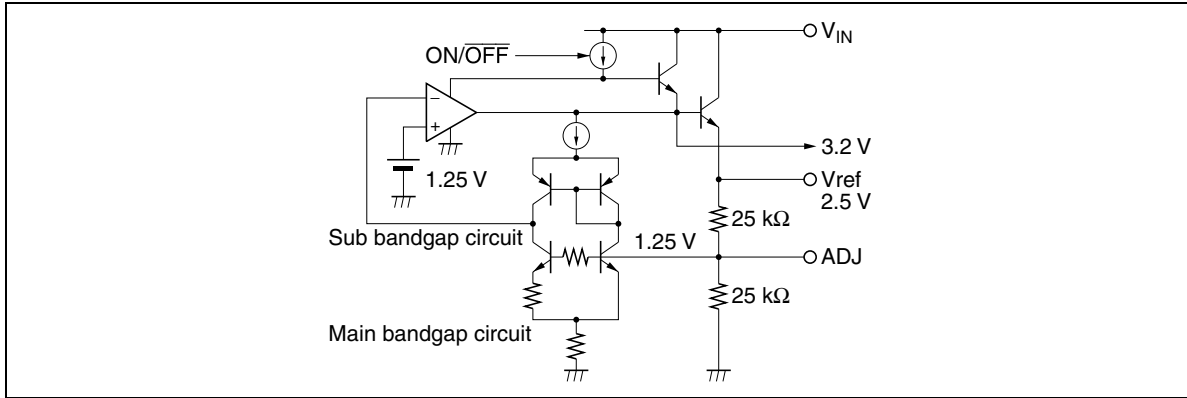 V_IN
ON/O̅F̅F̅
3.2 V
1.25 V
Vref
2.5 V
25 kΩ
Sub bandgap circuit
1.25 V
ADJ
25 kΩ
Main bandgap circuit